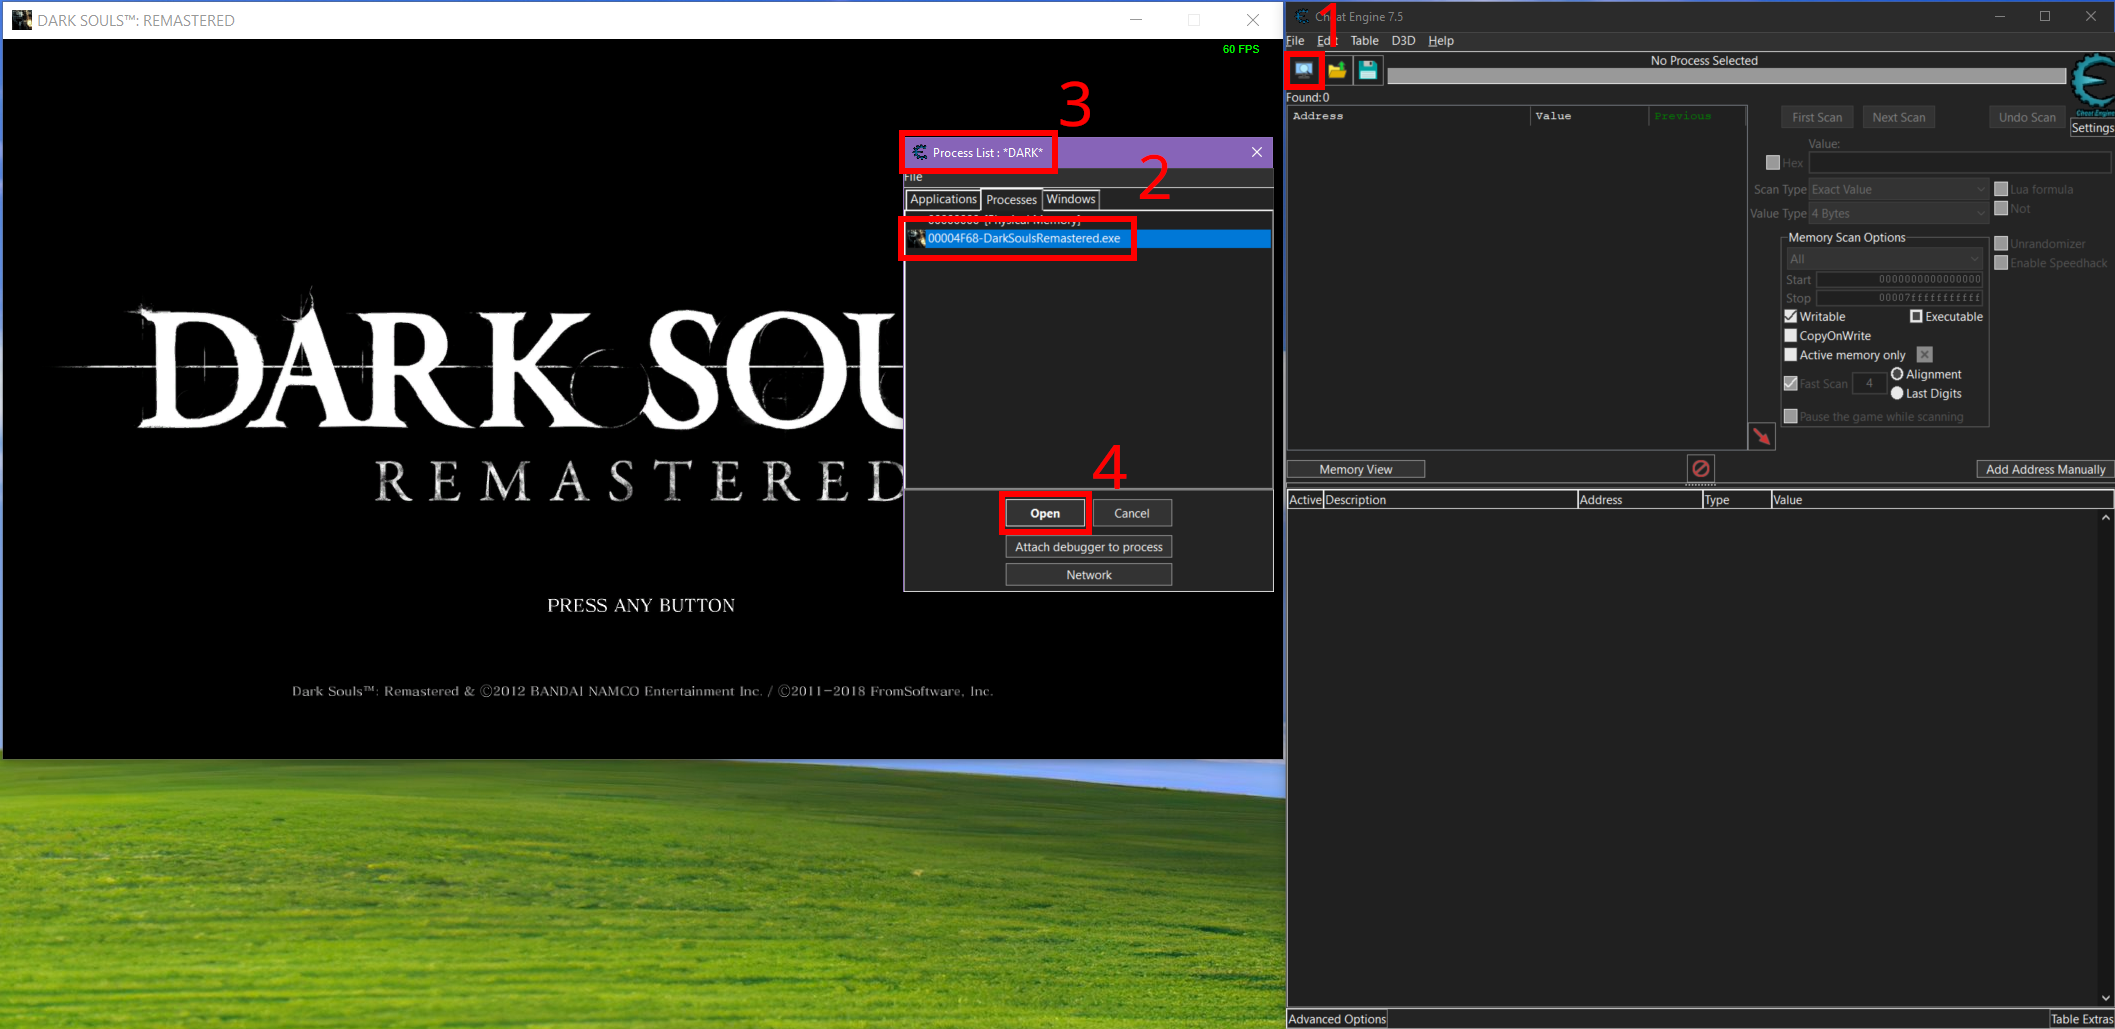 DARK SOULS™: REMASTERED
60 FPS
3
Process List : *DARK*
2
File
Applications Processes Windows
00000000-[Physical Memory]
00004F68-DarkSoulsRemastered.exe
DARK SOUL
REMASTERED
4
Open Cancel
Attach debugger to process
Network
PRESS ANY BUTTON
Dark Souls™: Remastered & ©2012 BANDAI NAMCO Entertainment Inc. / ©2011-2018 FromSoftware, Inc.
Cheat Engine 7.5
1
File Edit Table D3D Help
No Process Selected
Found:0
Cheat Engine
Settings
Address Value Previous
First Scan Next Scan Undo Scan
Value:
Hex
Scan Type Exact Value Lua formula
Value Type 4 Bytes Not
Memory Scan Options
All
Unrandomizer
Enable Speedhack
Start 0000000000000000
Stop 00007fffffffffff
Writable Executable
CopyOnWrite
Active memory only
Fast Scan 4 Alignment
Last Digits
Pause the game while scanning
Memory View Add Address Manually
Active Description Address Type Value
Advanced Options Table Extras